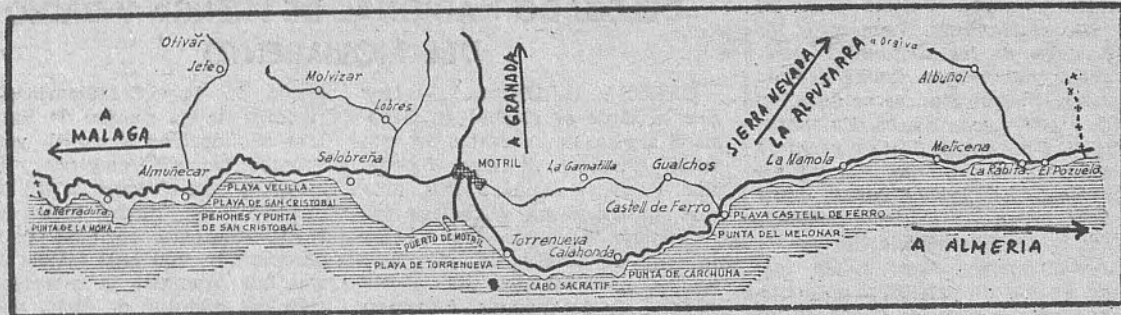 A
MALAGA
Otivar
Jete
Almuñecar
La Herradura
PUNTA DE LA MONA
PLAYA VELILLA
PLAYA DE SAN CRISTOBAL
PEÑONES Y PUNTA
DE SAN CRISTOBAL
Molvizar
Lobres
Salobreña
MOTRIL
A GRANADA
PUERTO DE MOTRIL
PLAYA DE TORRENUEVA
Torrenueva
Calahonda
CABO SACRATIF
PUNTA DE CARCHUNA
La Gamatilla
Gualchos
Castell de Ferro
PLAYA CASTELL DE FERRO
PUNTA DEL MELONAR
SIERRA NEVADA
LA ALPUJARRA
La Mamola
a Orgiva
Albuñol
Melicena
La Rábita
El Pozuelo
A ALMERIA